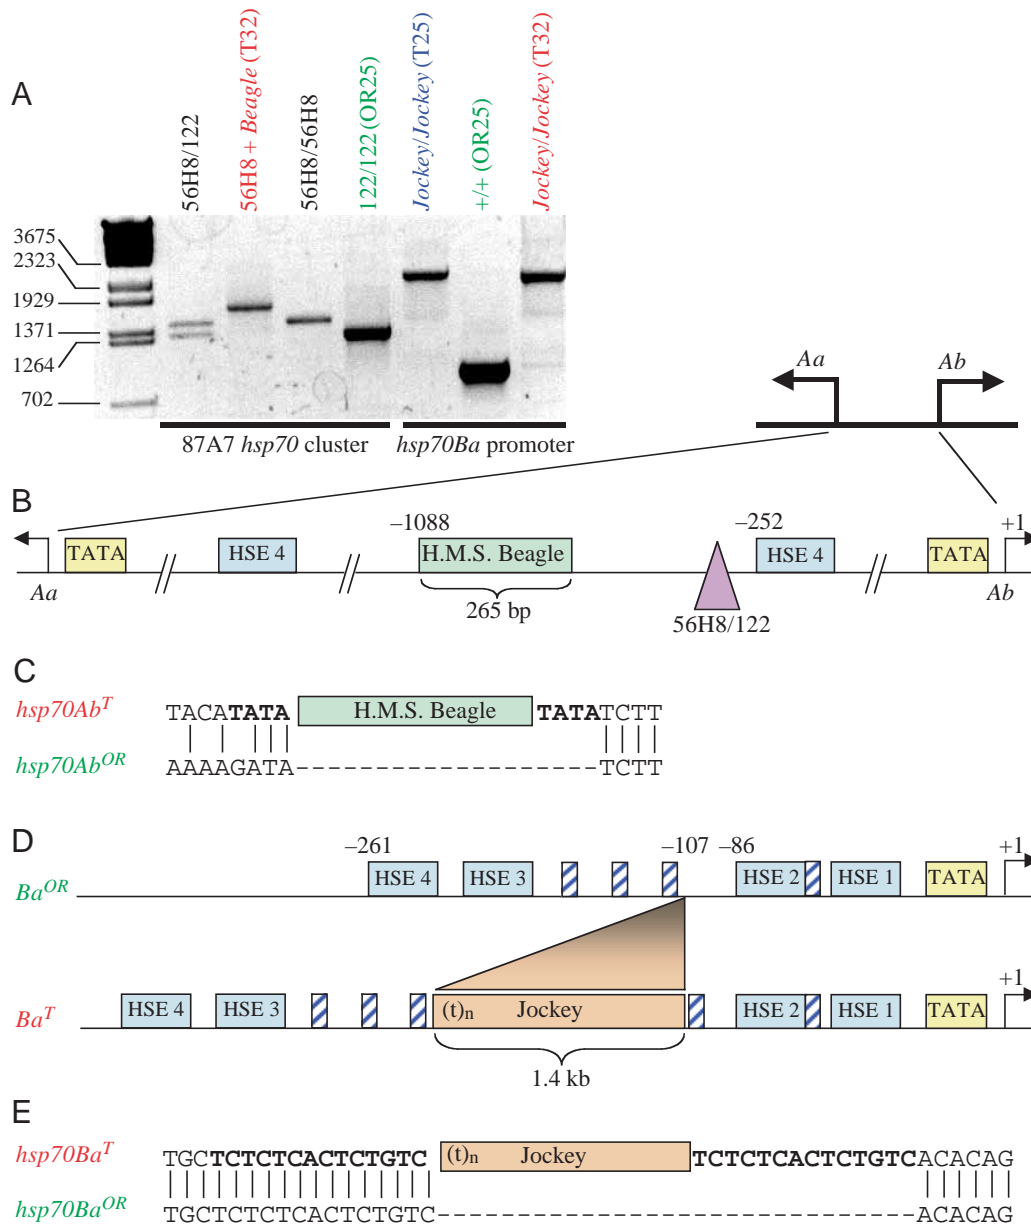 A
56H8/122
56H8 + Beagle (T32)
56H8/56H8
122/122 (OR25)
Jockey/Jockey (T25)
+/+ (OR25)
Jockey/Jockey (T32)
3675
2323
1929
1371
1264
702
87A7 hsp70 cluster
hsp70Ba promoter
Aa
Ab
B
–1088
–252
+1
TATA
HSE 4
H.M.S. Beagle
HSE 4
TATA
Aa
265 bp
56H8/122
Ab
C
hsp70Ab^T
TACATATA
H.M.S. Beagle
TATATCTT
hsp70Ab^OR
AAAAGATA-------------------TCTT
D
–261
–107
–86
+1
Ba^OR
HSE 4
HSE 3
HSE 2
HSE 1
TATA
+1
Ba^T
HSE 4
HSE 3
(t)n
Jockey
HSE 2
HSE 1
TATA
1.4 kb
E
hsp70Ba^T
TGCTCTCTCACTCTGTC
(t)n
Jockey
TCTCTCACTCTGTCACACAG
hsp70Ba^OR
TGCTCTCTCACTCTGTC------------------------------ACACAG